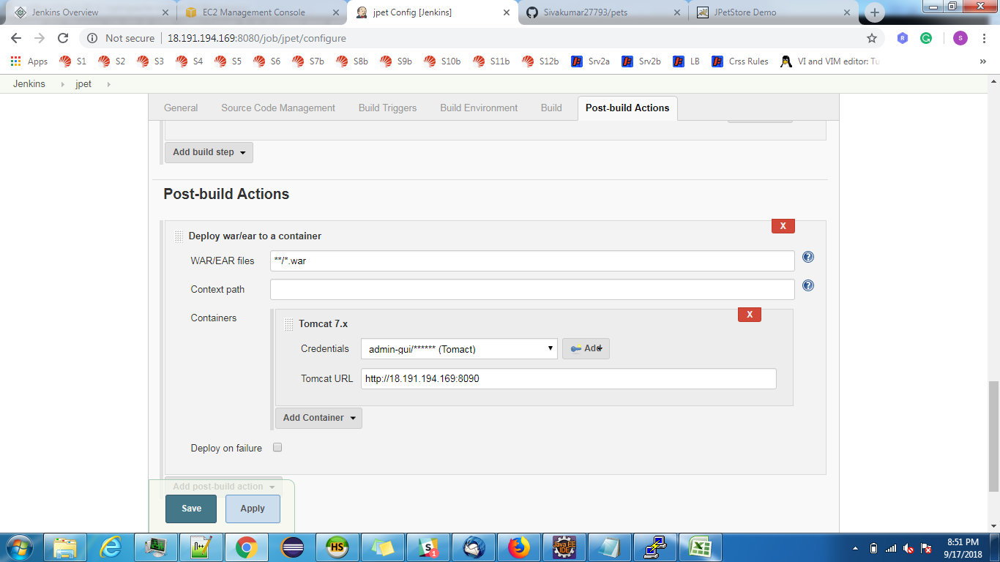 Jenkins Overview
EC2 Management Console
jpet Config [Jenkins]
Sivakumar27793/pets
JPetStore Demo
Not secure
18.191.194.169:8080/job/jpet/configure
R
S
Apps
S1
S2
S3
S4
S5
S6
S7b
S8b
S9b
S10b
S11b
S12b
Srv2a
Srv2b
LB
Crss Rules
VI and VIM editor: Tu
»
Jenkins
jpet
General
Source Code Management
Build Triggers
Build Environment
Build
Post-build Actions
Add build step
Post-build Actions
X
Deploy war/ear to a container
WAR/EAR files
**/*.war
Context path
Containers
X
Tomcat 7.x
Credentials
admin-gui/****** (Tomact)
Add
Tomcat URL
http://18.191.194.169:8090
Add Container
Deploy on failure
Add post-build action
Save
Apply
HS
S
1
Java EE
IDE
8:51 PM
9/17/2018